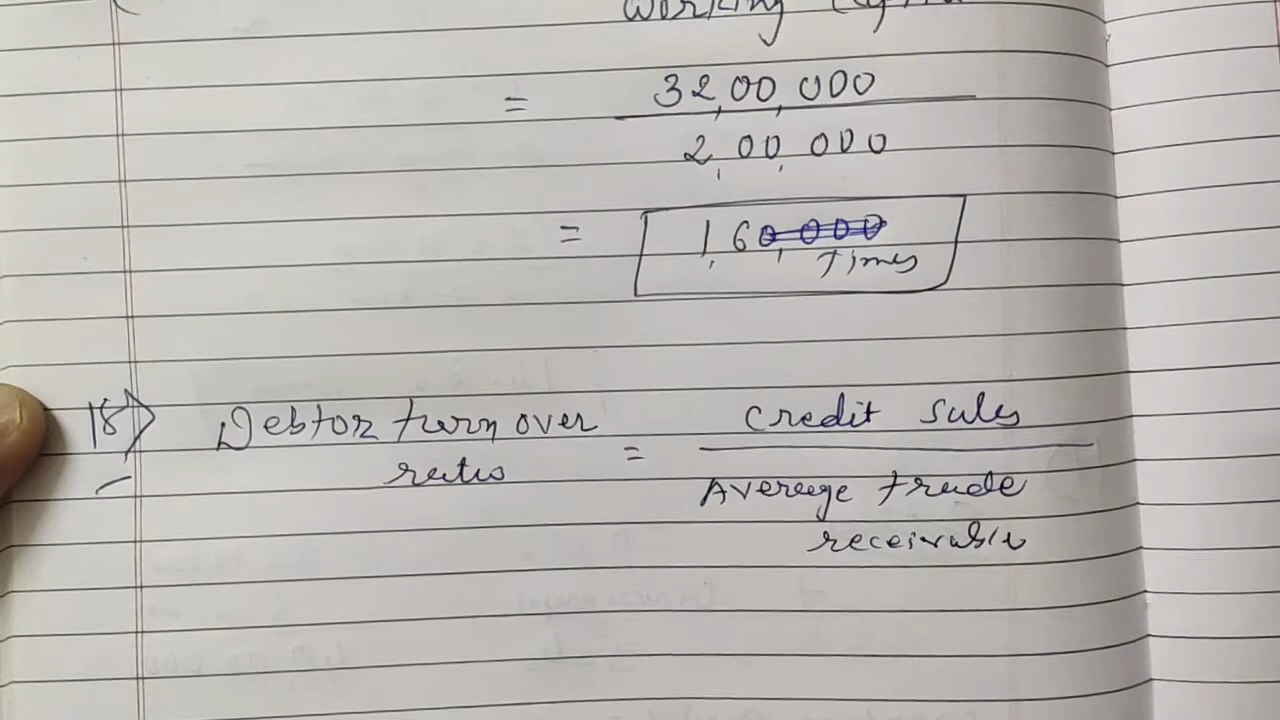 Working
= 32,00,000
2,00,000
= 1,60,000
Times
18) Debtor turn over = Credit Sales
ratio Average trade
receivable